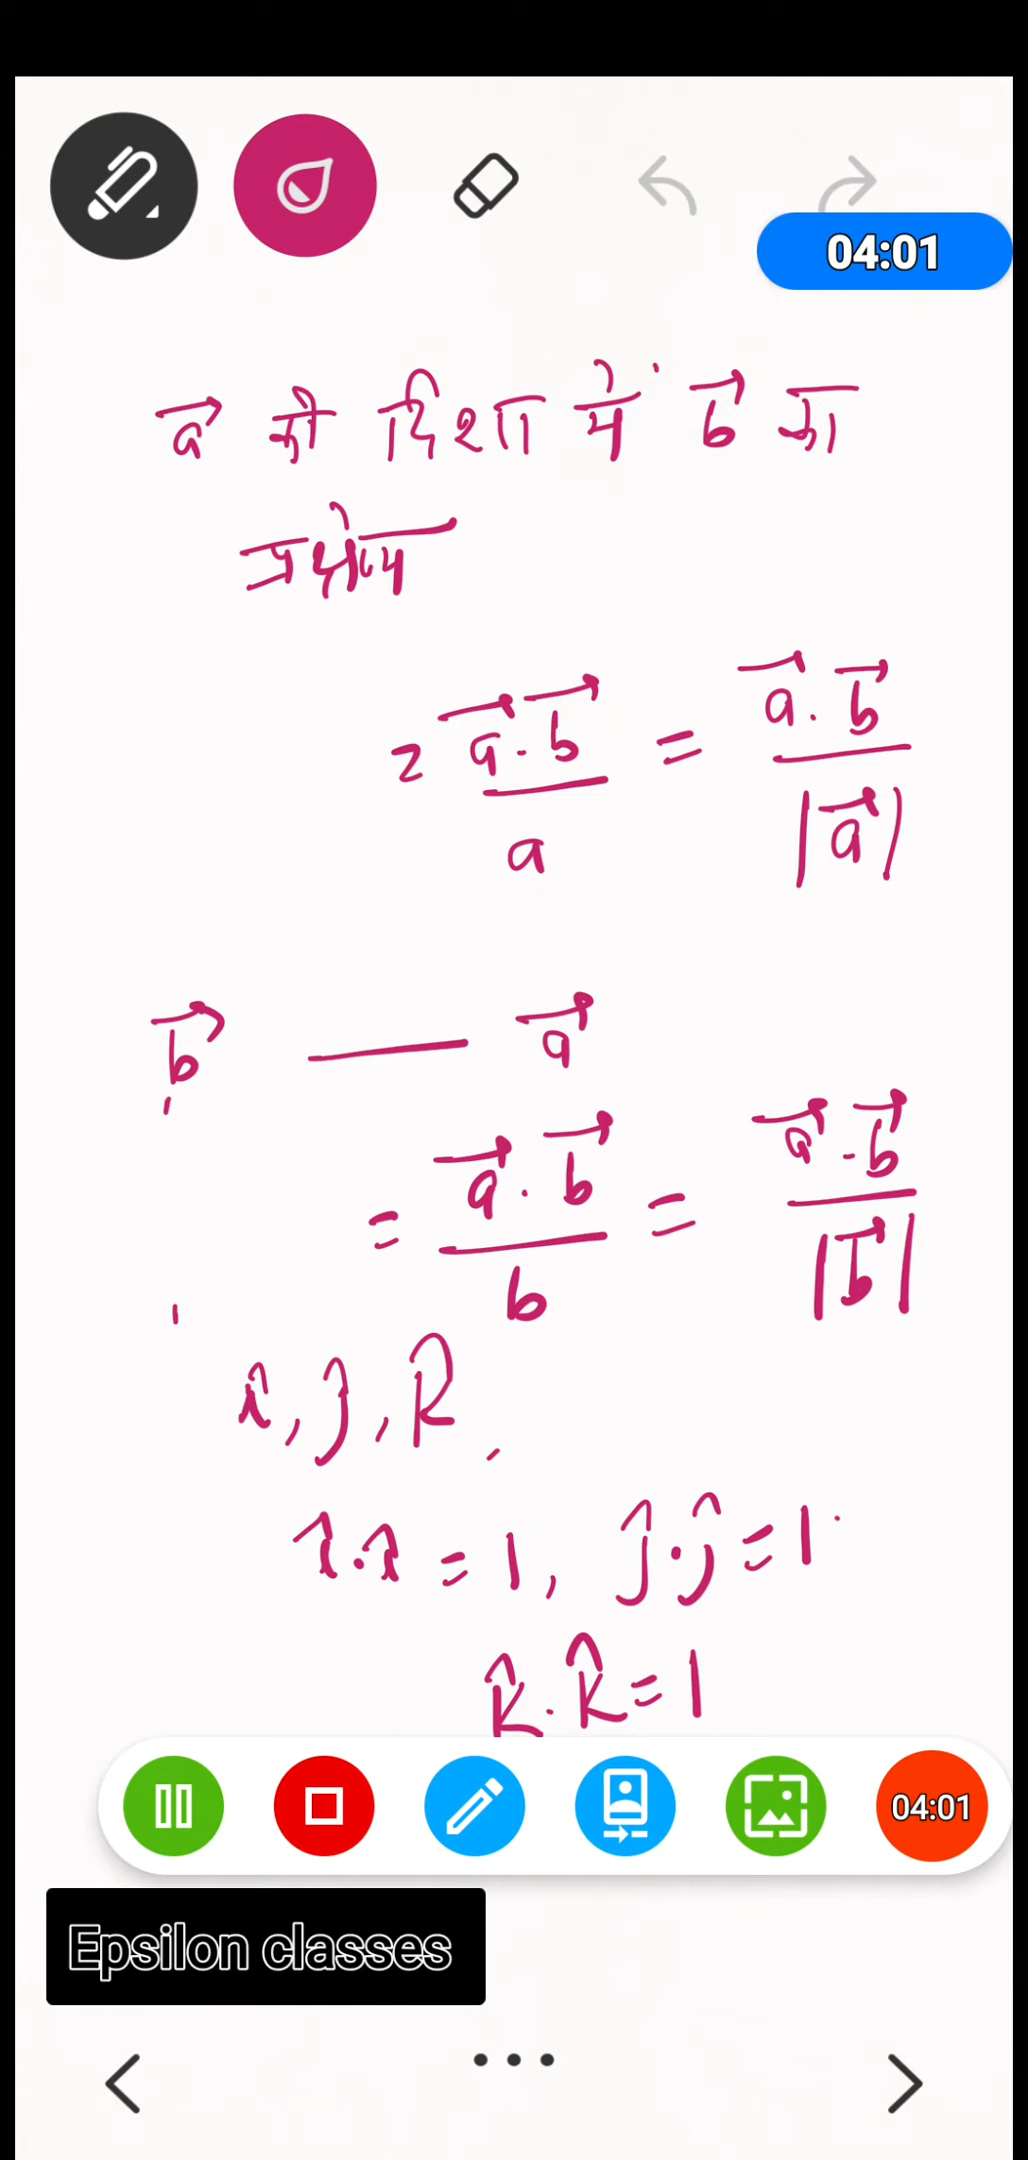 04:01
a⃗ की दिशा में b⃗ का
प्रक्षेप
= a⃗ . b⃗ / a = a⃗ . b⃗ / |a⃗|
b⃗ —— a⃗
= a⃗ . b⃗ / b = a⃗ . b⃗ / |b⃗|
î, ĵ, k̂,
î . î = 1, ĵ . ĵ = 1
k̂ . k̂ = 1
04:01
Epsilon classes